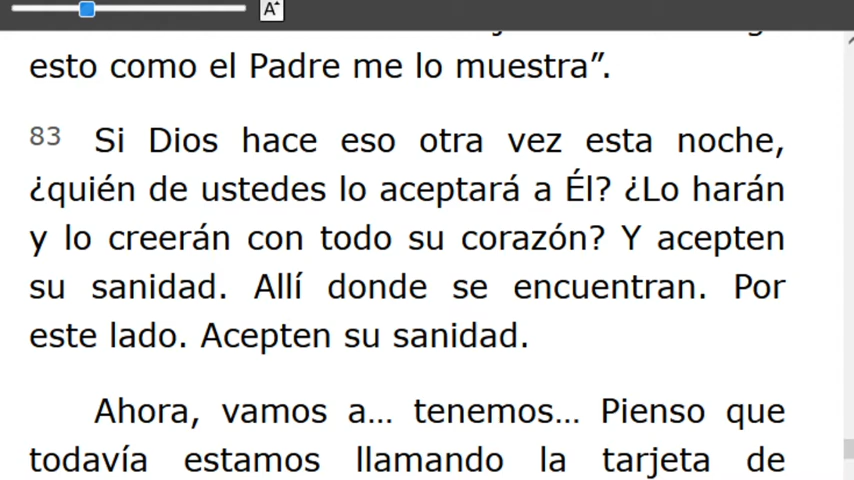 A
esto como el Padre me lo muestra”.
83 Si Dios hace eso otra vez esta noche,
¿quién de ustedes lo aceptará a Él? ¿Lo harán
y lo creerán con todo su corazón? Y acepten
su sanidad. Allí donde se encuentran. Por
este lado. Acepten su sanidad.
Ahora, vamos a… tenemos… Pienso que
todavía estamos llamando la tarjeta de